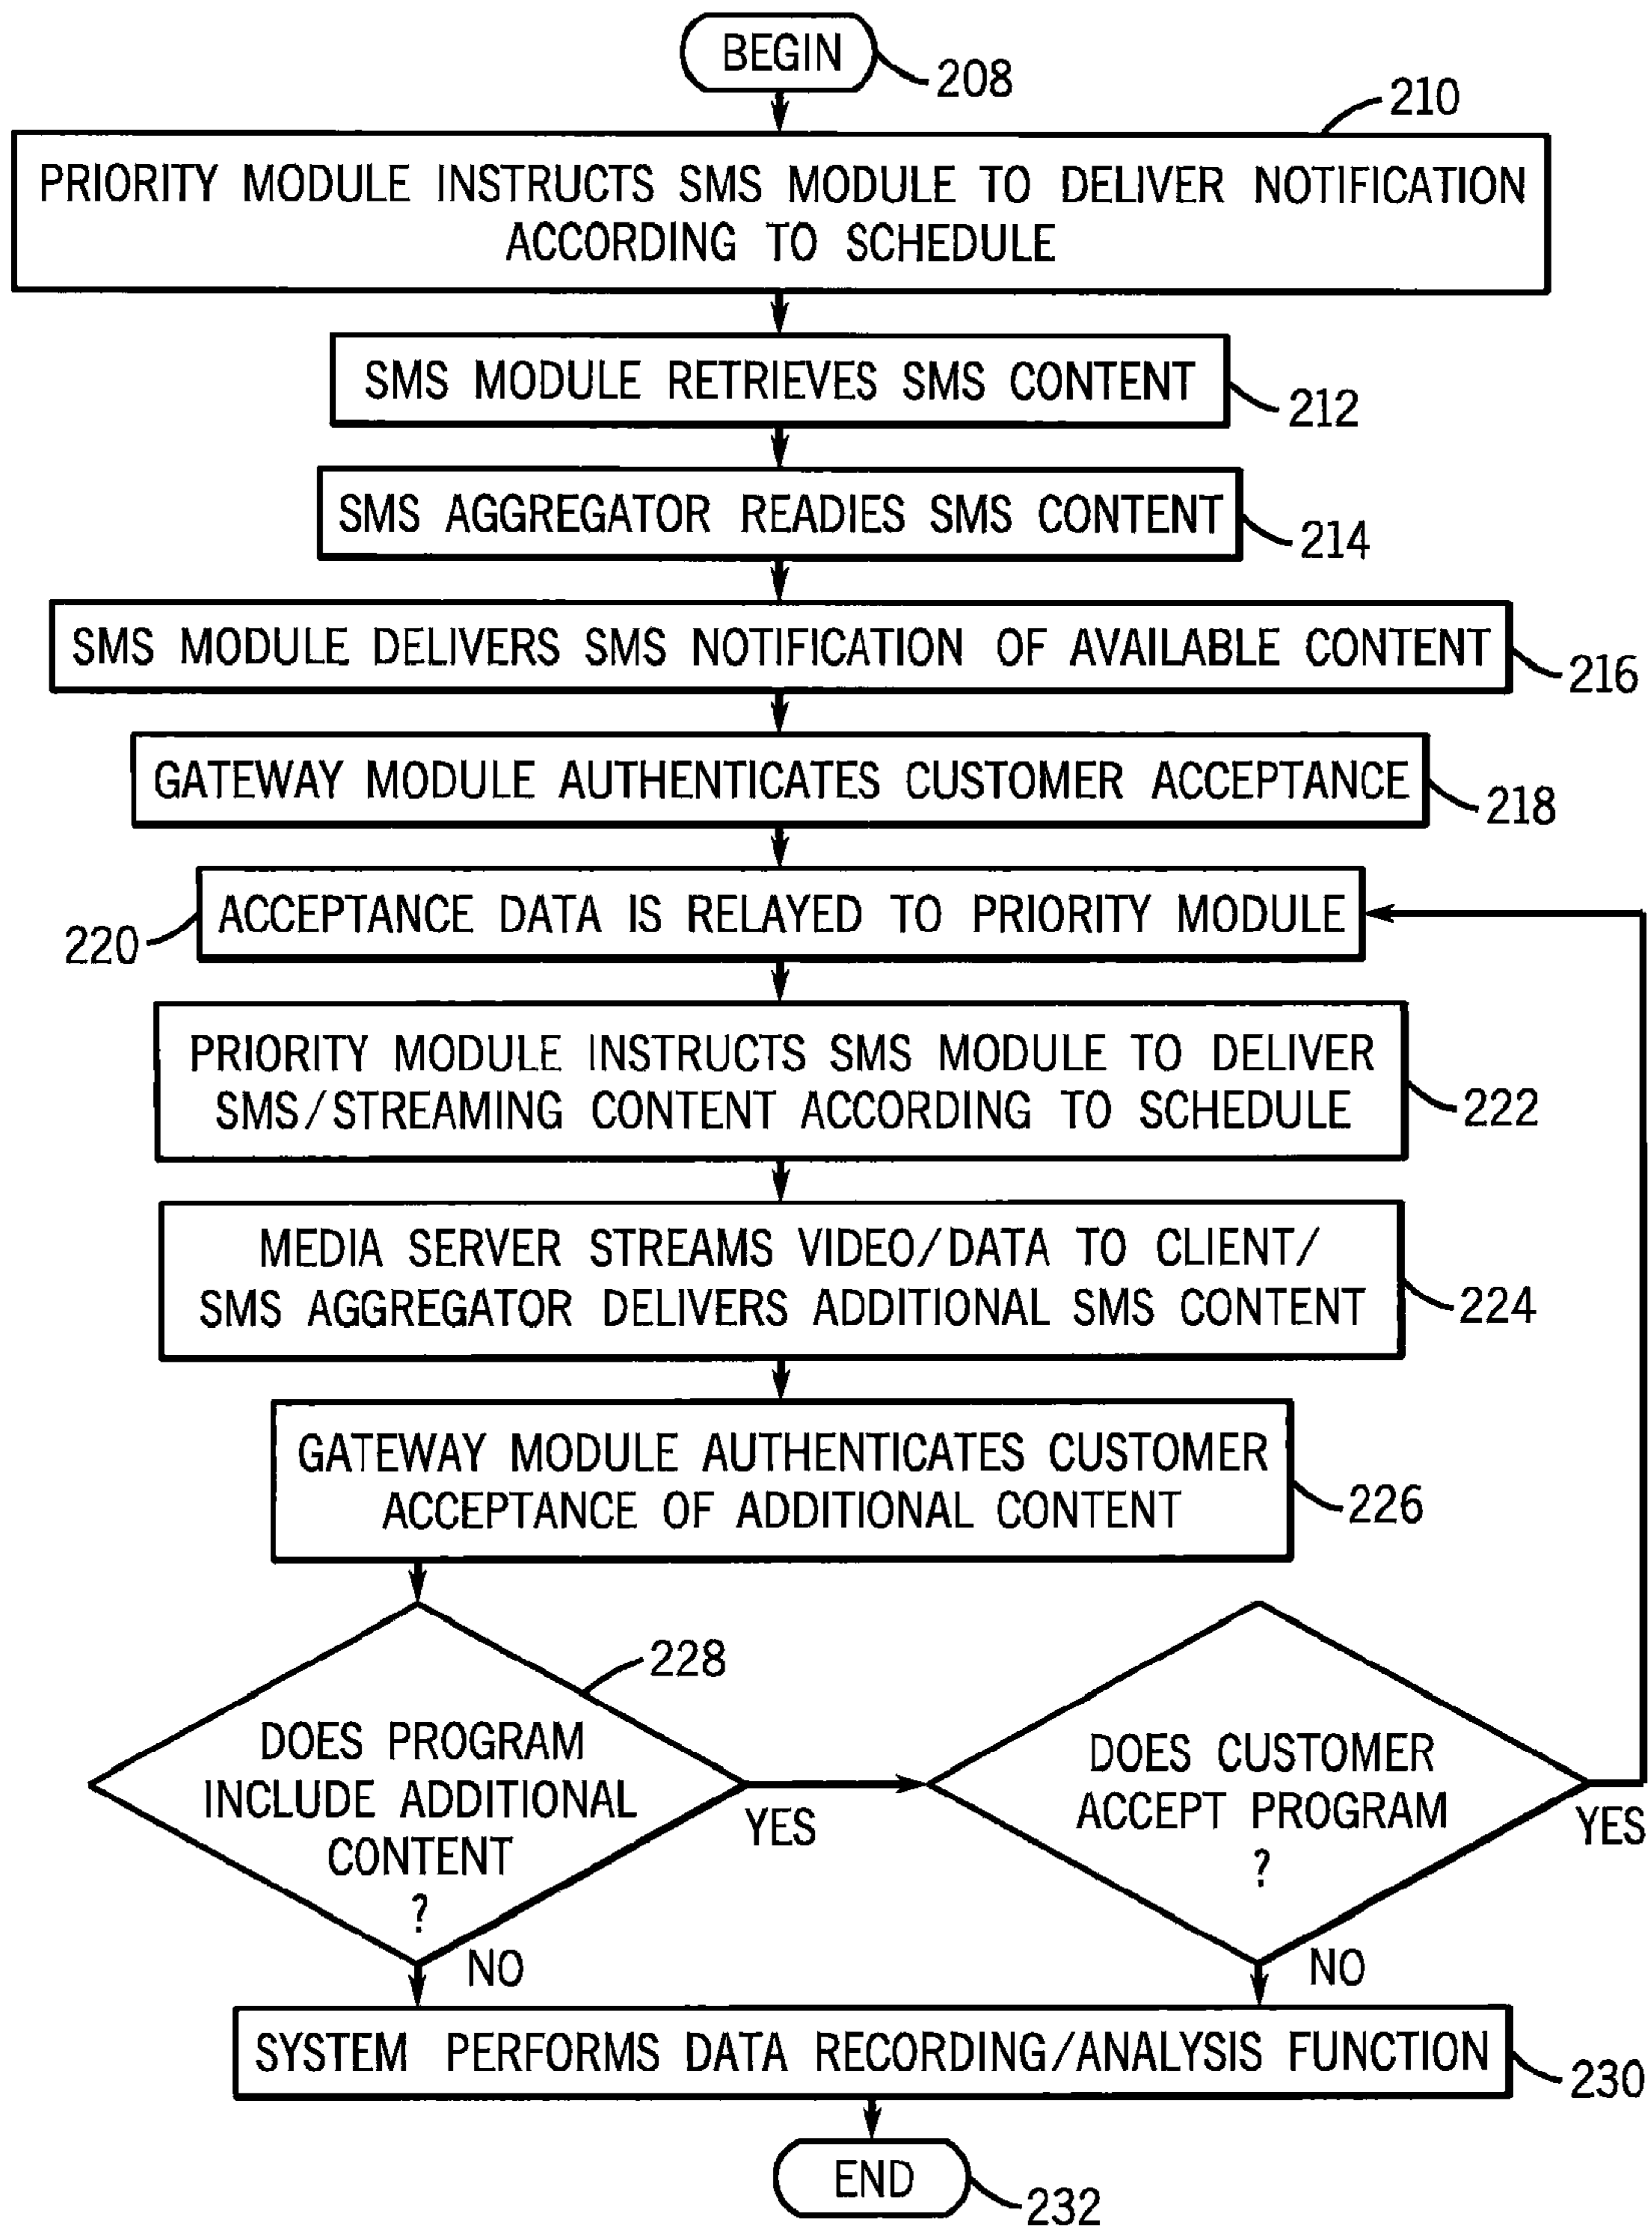 BEGIN
208
210
PRIORITY MODULE INSTRUCTS SMS MODULE TO DELIVER NOTIFICATION
ACCORDING TO SCHEDULE
SMS MODULE RETRIEVES SMS CONTENT
212
SMS AGGREGATOR READIES SMS CONTENT
214
SMS MODULE DELIVERS SMS NOTIFICATION OF AVAILABLE CONTENT
216
GATEWAY MODULE AUTHENTICATES CUSTOMER ACCEPTANCE
218
ACCEPTANCE DATA IS RELAYED TO PRIORITY MODULE
220
PRIORITY MODULE INSTRUCTS SMS MODULE TO DELIVER
SMS/STREAMING CONTENT ACCORDING TO SCHEDULE
222
MEDIA SERVER STREAMS VIDEO/DATA TO CLIENT/
SMS AGGREGATOR DELIVERS ADDITIONAL SMS CONTENT
224
GATEWAY MODULE AUTHENTICATES CUSTOMER
ACCEPTANCE OF ADDITIONAL CONTENT
226
228
DOES PROGRAM
INCLUDE ADDITIONAL
CONTENT
?
YES
NO
DOES CUSTOMER
ACCEPT PROGRAM
?
YES
NO
SYSTEM PERFORMS DATA RECORDING/ANALYSIS FUNCTION
230
END
232